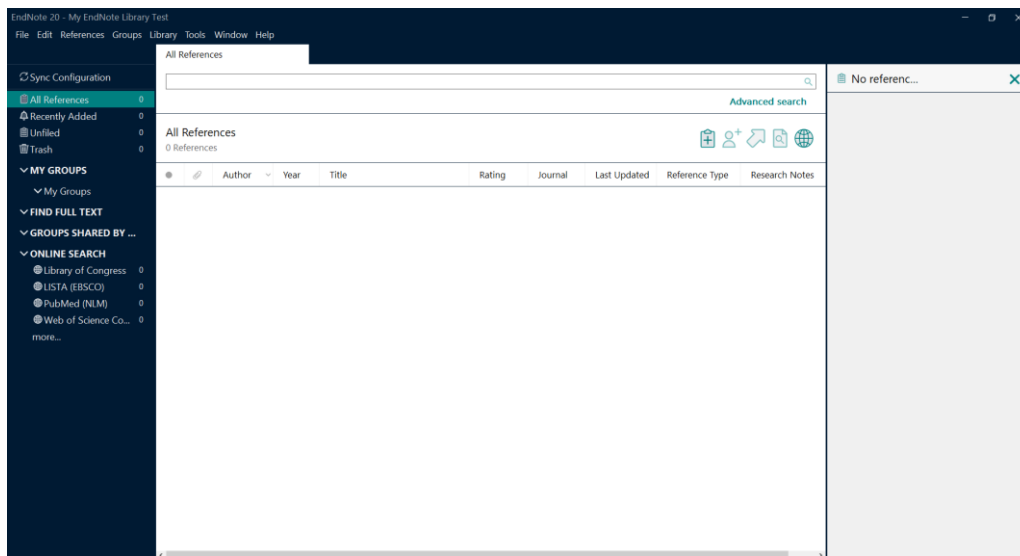 EndNote 20 - My EndNote Library Test
File Edit References Groups Library Tools Window Help
All References
Sync Configuration
All References 0
Recently Added 0
Unfiled 0
Trash 0
MY GROUPS
My Groups
FIND FULL TEXT
GROUPS SHARED BY ...
ONLINE SEARCH
Library of Congress 0
LISTA (EBSCO) 0
PubMed (NLM) 0
Web of Science Co... 0
more...
Advanced search
All References
0 References
Author Year Title Rating Journal Last Updated Reference Type Research Notes
No referenc...